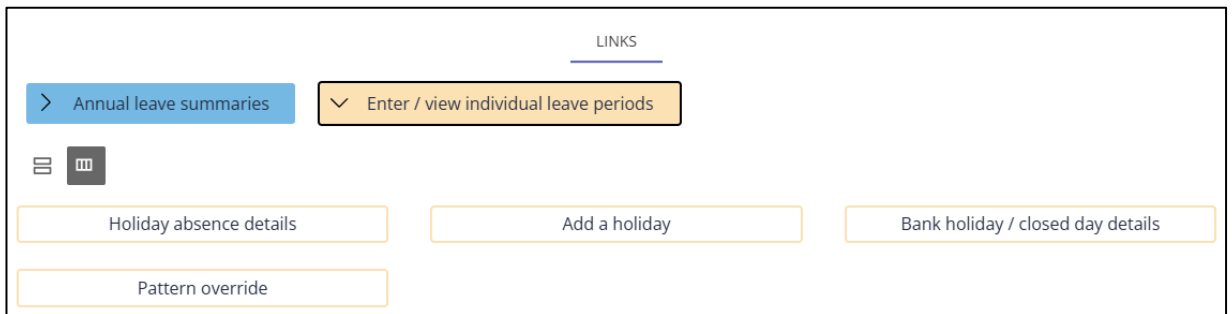 LINKS
Annual leave summaries
Enter / view individual leave periods
Holiday absence details
Add a holiday
Bank holiday / closed day details
Pattern override